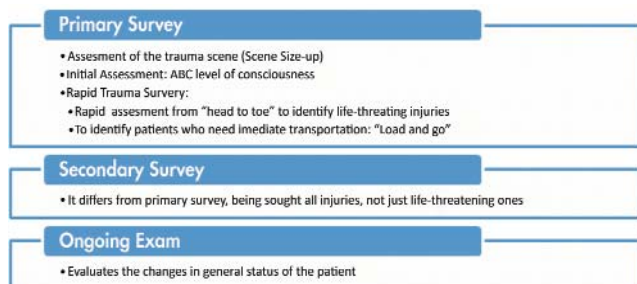 Primary Survey
• Assesment of the trauma scene (Scene Size-up)
• Initial Assessment: ABC level of consciousness
• Rapid Trauma Survery:
• Rapid assesment from “head to toe” to identify life-threating injuries
• To identify patients who need imediate transportation: “Load and go”
Secondary Survey
• It differs from primary survey, being sought all injuries, not just life-threatening ones
Ongoing Exam
• Evaluates the changes in general status of the patient